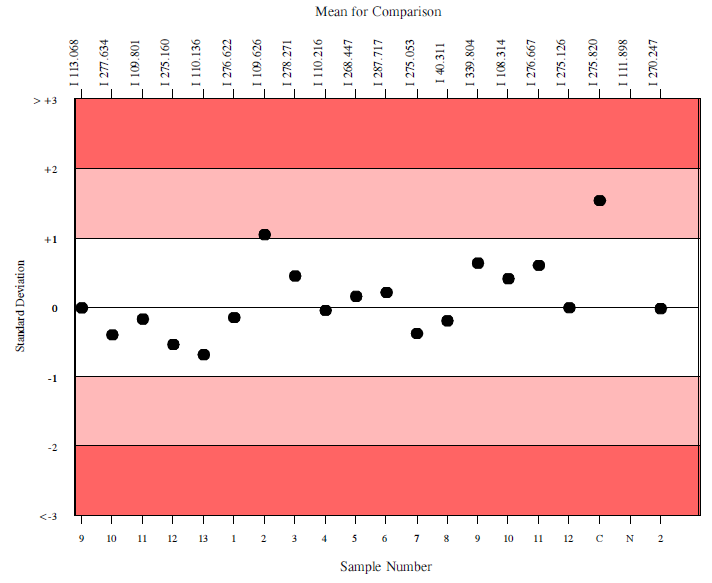 Mean for Comparison
I 113.068
I 277.634
I 109.801
I 275.160
I 110.136
I 276.622
I 109.626
I 278.271
I 110.216
I 268.447
I 287.717
I 275.053
I 40.311
I 339.804
I 108.314
I 276.667
I 275.126
I 275.820
I 111.898
I 270.247
> +3
+2
+1
0
-1
-2
<-3
Standard Deviation
9 10 11 12 13 1 2 3 4 5 6 7 8 9 10 11 12 C N 2
Sample Number